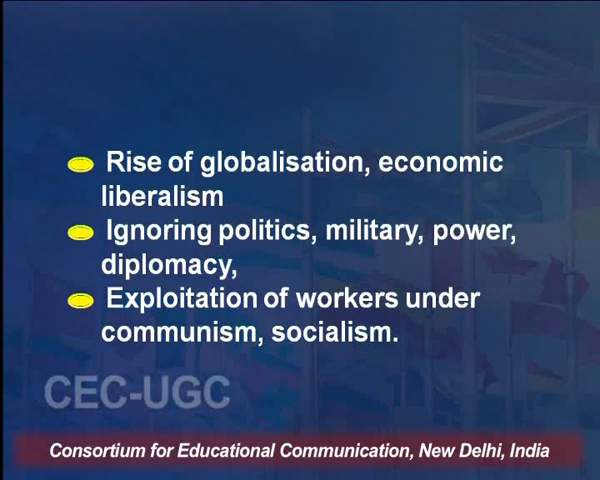 Rise of globalisation, economic
liberalism
Ignoring politics, military, power,
diplomacy,
Exploitation of workers under
communism, socialism.
CEC-UGC
Consortium for Educational Communication, New Delhi, India